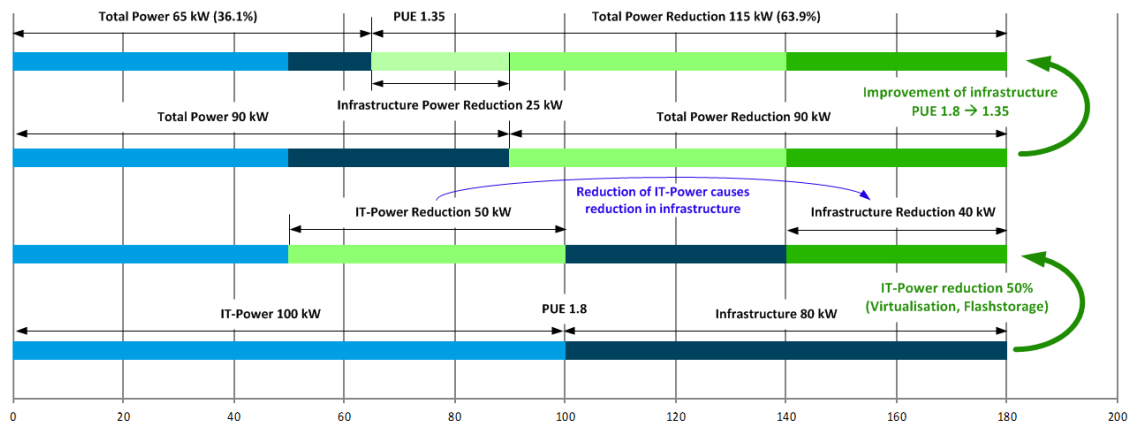 Total Power 65 kW (36.1%)
PUE 1.35
Total Power Reduction 115 kW (63.9%)
Improvement of infrastructure
PUE 1.8 → 1.35
Infrastructure Power Reduction 25 kW
Total Power 90 kW
Total Power Reduction 90 kW
Reduction of IT-Power causes
reduction in infrastructure
IT-Power Reduction 50 kW
Infrastructure Reduction 40 kW
IT-Power reduction 50%
(Virtualisation, Flashstorage)
IT-Power 100 kW
PUE 1.8
Infrastructure 80 kW
0 20 40 60 80 100 120 140 160 180 200